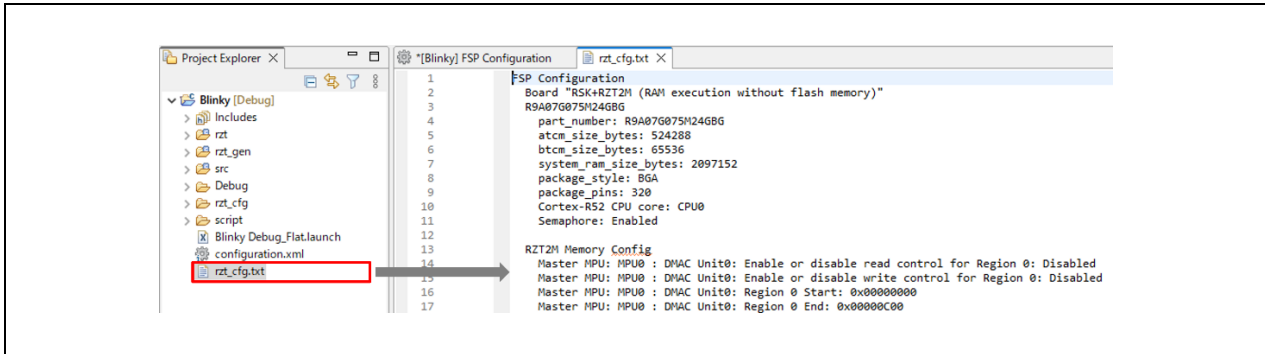 Project Explorer
Blinky [Debug]
Includes
rzt
rzt_gen
src
Debug
rzt_cfg
script
Blinky Debug_Flat.launch
configuration.xml
rzt_cfg.txt
*[Blinky] FSP Configuration
rzt_cfg.txt
1 FSP Configuration
2 Board "RSK+RZT2M (RAM execution without flash memory)"
3 R9A07G075M24GBG
4 part_number: R9A07G075M24GBG
5 atcm_size_bytes: 524288
6 btcm_size_bytes: 65536
7 system_ram_size_bytes: 2097152
8 package_style: BGA
9 package_pins: 320
10 Cortex-R52 CPU core: CPU0
11 Semaphore: Enabled
12
13 RZT2M Memory Config
14 Master MPU: MPU0 : DMAC Unit0: Enable or disable read control for Region 0: Disabled
15 Master MPU: MPU0 : DMAC Unit0: Enable or disable write control for Region 0: Disabled
16 Master MPU: MPU0 : DMAC Unit0: Region 0 Start: 0x00000000
17 Master MPU: MPU0 : DMAC Unit0: Region 0 End: 0x00000C00